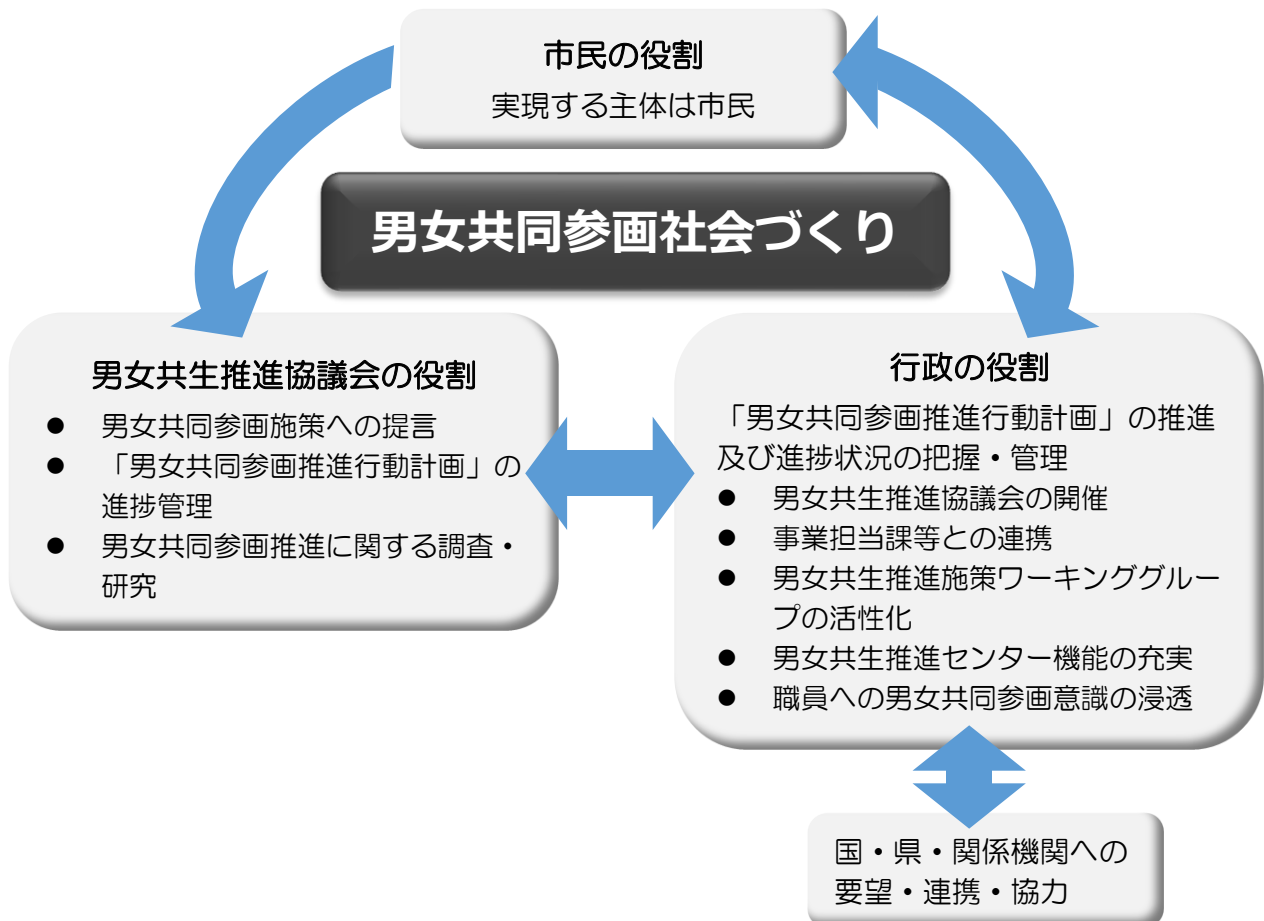 市民の役割
実現する主体は市民
男女共同参画社会づくり
男女共生推進協議会の役割
● 男女共同参画施策への提言
● 「男女共同参画推進行動計画」の
進捗管理
● 男女共同参画推進に関する調査・
研究
行政の役割
「男女共同参画推進行動計画」の推進
及び進捗状況の把握・管理
● 男女共生推進協議会の開催
● 事業担当課等との連携
● 男女共生推進施策ワーキンググルー
プの活性化
● 男女共生推進センター機能の充実
● 職員への男女共同参画意識の浸透
国・県・関係機関への
要望・連携・協力